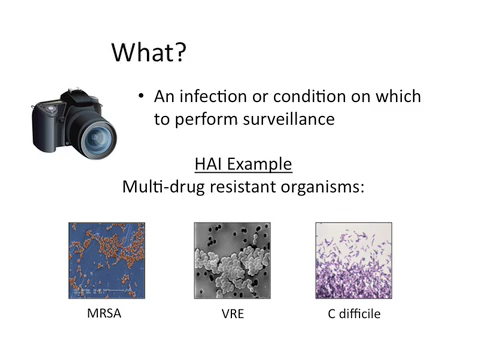 What?
• An infection or condition on which
to perform surveillance
HAI Example
Multi-drug resistant organisms:
MRSA
VRE
C difficile